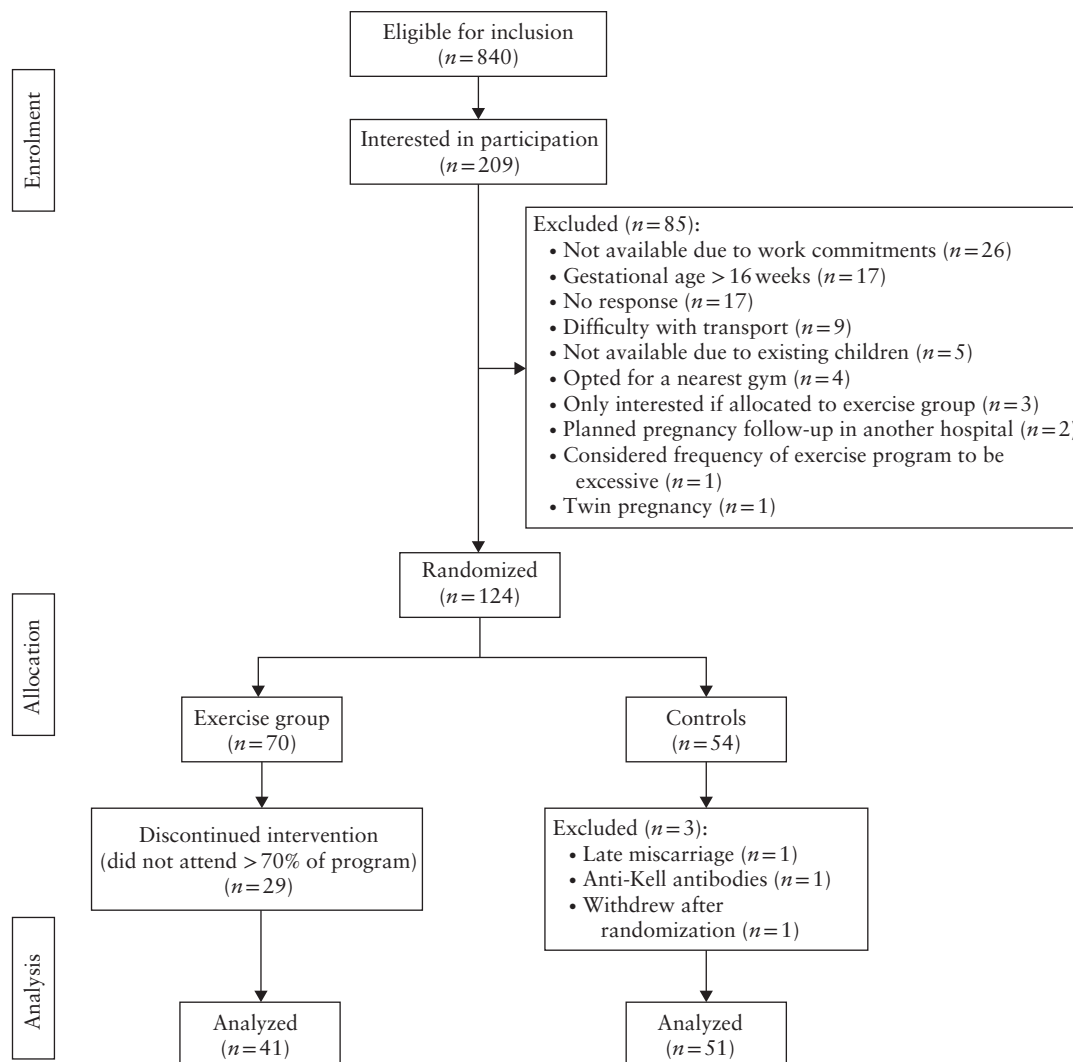 Eligible for inclusion
(n=840)
Enrolment
Interested in participation
(n=209)
Excluded (n=85):
• Not available due to work commitments (n=26)
• Gestational age >16 weeks (n=17)
• No response (n=17)
• Difficulty with transport (n=9)
• Not available due to existing children (n=5)
• Opted for a nearest gym (n=4)
• Only interested if allocated to exercise group (n=3)
• Planned pregnancy follow-up in another hospital (n=2)
• Considered frequency of exercise program to be
excessive (n=1)
• Twin pregnancy (n=1)
Randomized
(n=124)
Allocation
Exercise group
(n=70)
Controls
(n=54)
Discontinued intervention
(did not attend >70% of program)
(n=29)
Excluded (n=3):
• Late miscarriage (n=1)
• Anti-Kell antibodies (n=1)
• Withdrew after
randomization (n=1)
Analysis
Analyzed
(n=41)
Analyzed
(n=51)